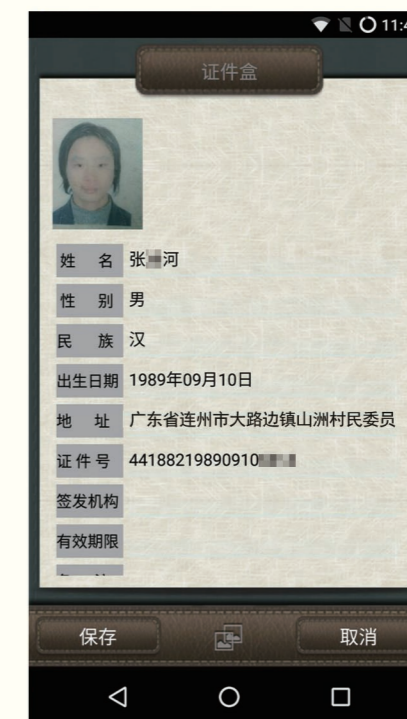 11:4
证件盒
姓 名 张 河
性 别 男
民 族 汉
出生日期 1989年09月10日
地 址 广东省连州市大路边镇山洲村民委员
证件号 44188219890910
签发机构
有效期限
保存 取消